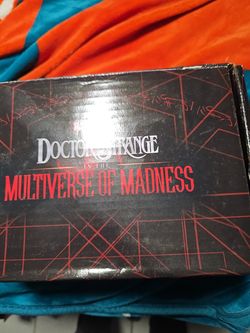 DOCTOR STRANGE
IN THE
MULTIVERSE OF MADNESS